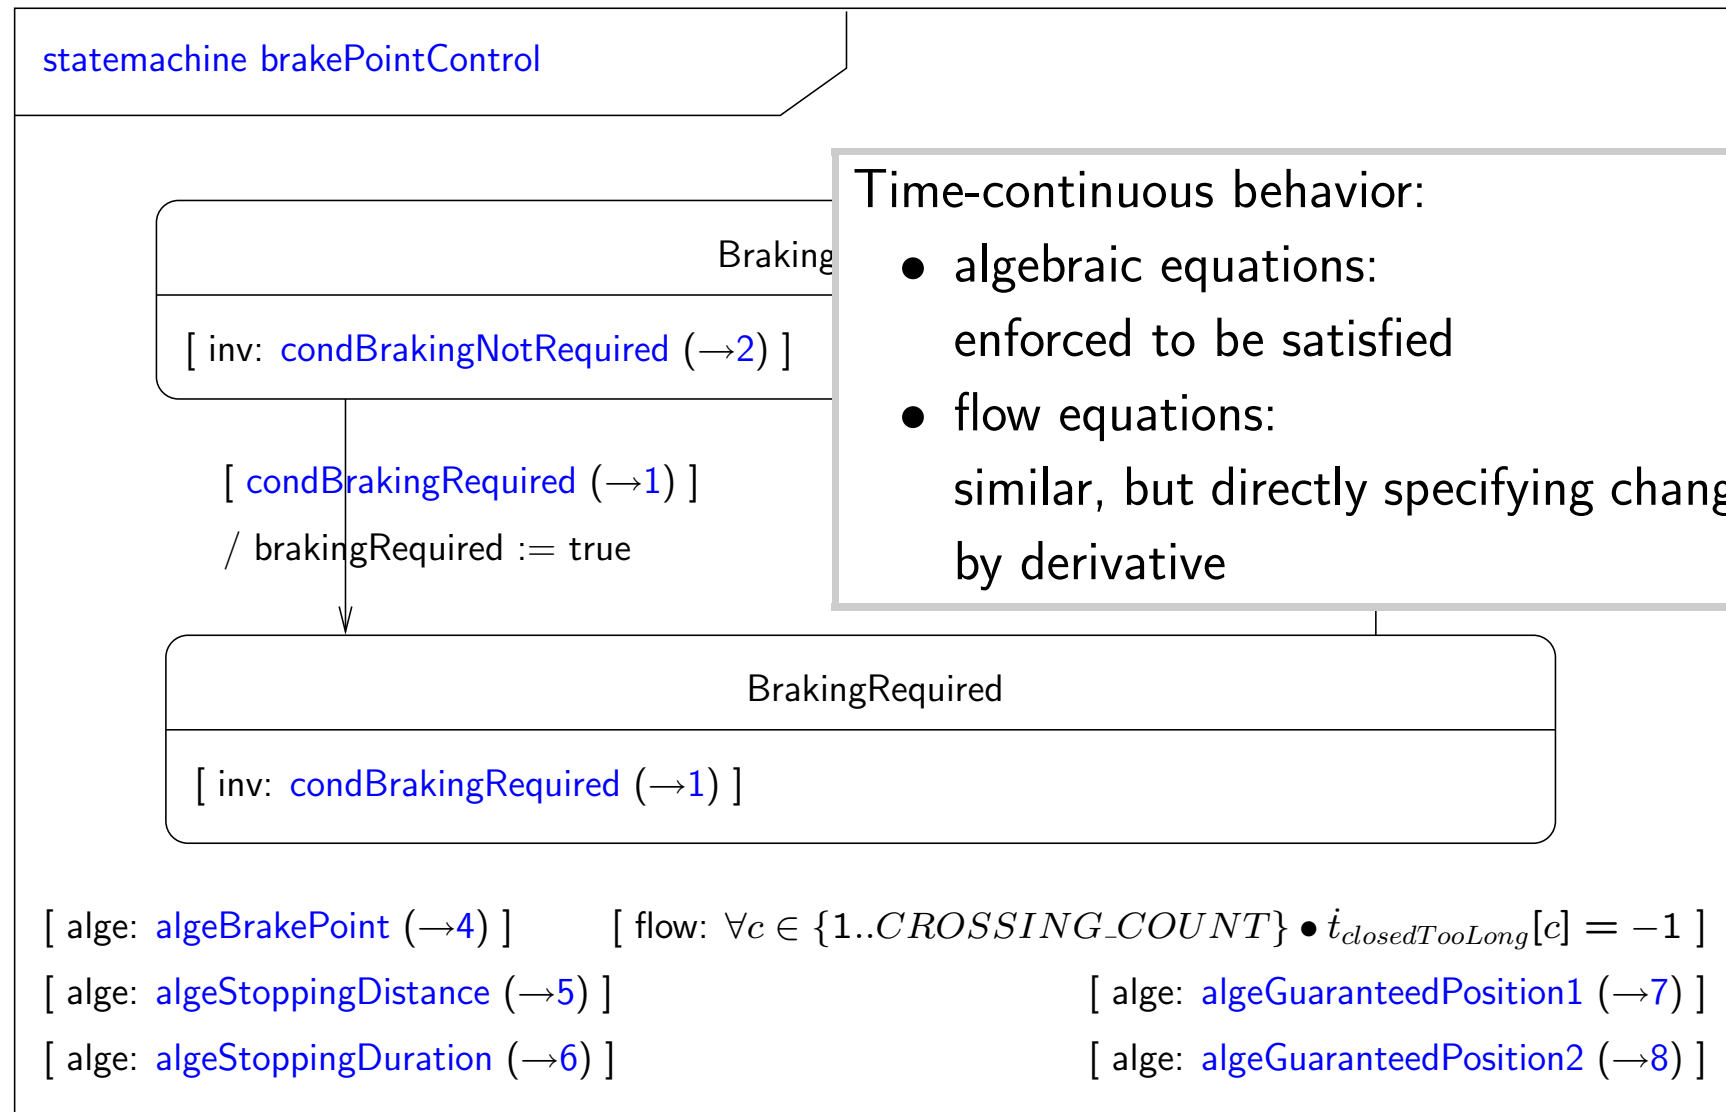 statemachine brakePointControl
Braking
[ inv: condBrakingNotRequired (→2) ]
Time-continuous behavior:
• algebraic equations:
enforced to be satisfied
• flow equations:
similar, but directly specifying chang
by derivative
[ condBrakingRequired (→1) ]
/ brakingRequired := true
BrakingRequired
[ inv: condBrakingRequired (→1) ]
[ alge: algeBrakePoint (→4) ] [ flow: ∀c ∈ {1..CROSSING_COUNT} • ṫ_closedTooLong[c] = −1 ]
[ alge: algeStoppingDistance (→5) ] [ alge: algeGuaranteedPosition1 (→7) ]
[ alge: algeStoppingDuration (→6) ] [ alge: algeGuaranteedPosition2 (→8) ]